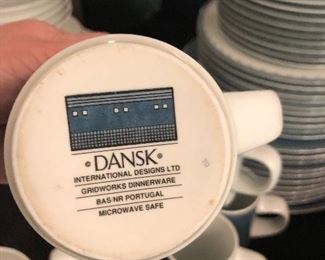 • DANSK •
INTERNATIONAL DESIGNS LTD
GRIDWORKS DINNERWARE
BAS/NR PORTUGAL
MICROWAVE SAFE